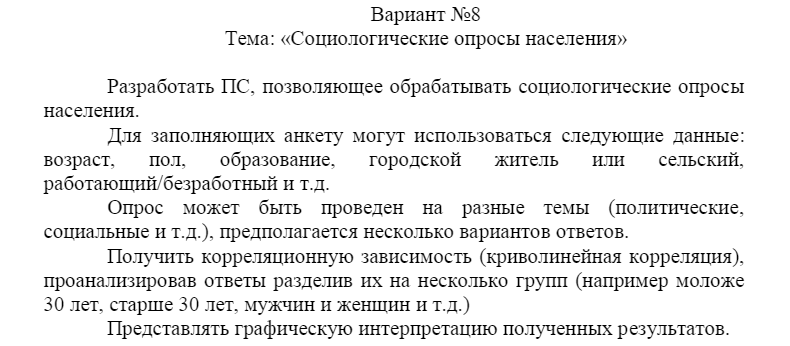 Вариант №8
Тема: «Социологические опросы населения»
Разработать ПС, позволяющее обрабатывать социологические опросы
населения.
Для заполняющих анкету могут использоваться следующие данные:
возраст, пол, образование, городской житель или сельский,
работающий/безработный и т.д.
Опрос может быть проведен на разные темы (политические,
социальные и т.д.), предполагается несколько вариантов ответов.
Получить корреляционную зависимость (криволинейная корреляция),
проанализировав ответы разделив их на несколько групп (например моложе
30 лет, старше 30 лет, мужчин и женщин и т.д.)
Представлять графическую интерпретацию полученных результатов.